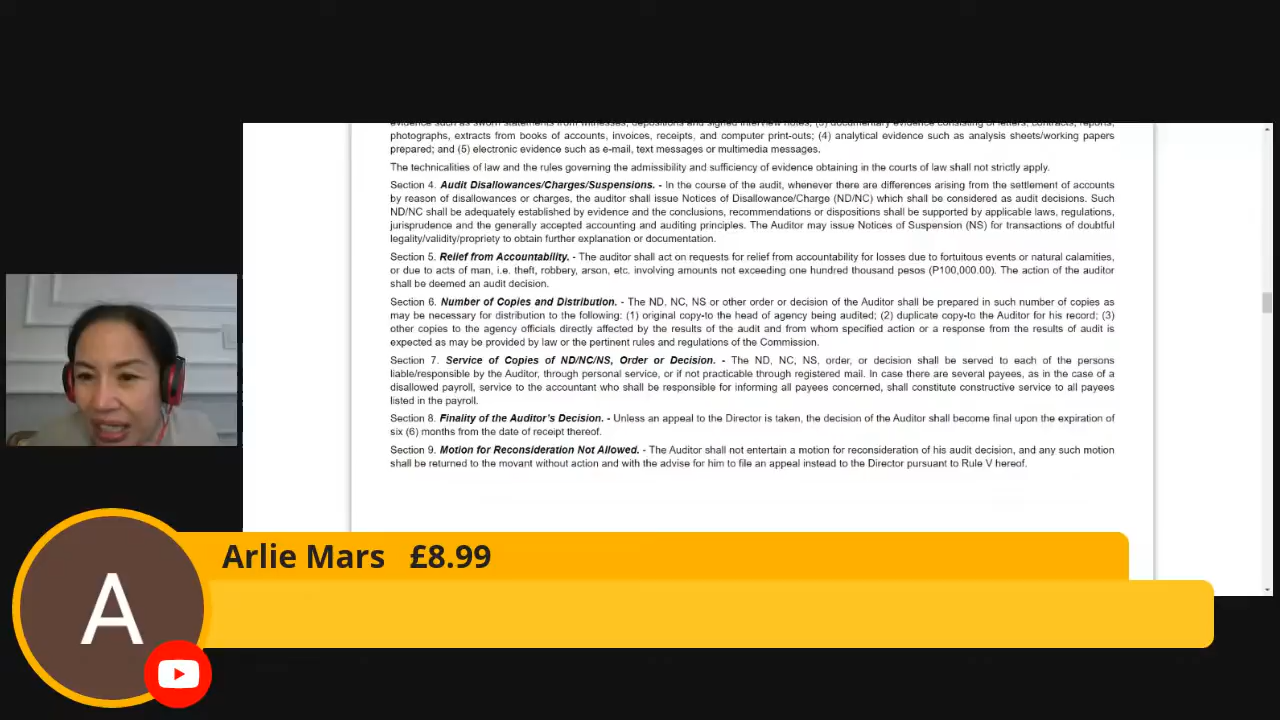 evidence such as sworn statements from witnesses, depositions and signed interview notes; (3) documentary evidence consisting of letters, contracts, reports,
photographs, extracts from books of accounts, invoices, receipts, and computer print-outs; (4) analytical evidence such as analysis sheets/working papers
prepared; and (5) electronic evidence such as e-mail, text messages or multimedia messages.
The technicalities of law and the rules governing the admissibility and sufficiency of evidence obtaining in the courts of law shall not strictly apply.
Section 4. Audit Disallowances/Charges/Suspensions. - In the course of the audit, whenever there are differences arising from the settlement of accounts
by reason of disallowances or charges, the auditor shall issue Notices of Disallowance/Charge (ND/NC) which shall be considered as audit decisions. Such
ND/NC shall be adequately established by evidence and the conclusions, recommendations or dispositions shall be supported by applicable laws, regulations,
jurisprudence and the generally accepted accounting and auditing principles. The Auditor may issue Notices of Suspension (NS) for transactions of doubtful
legality/validity/propriety to obtain further explanation or documentation.
Section 5. Relief from Accountability. - The auditor shall act on requests for relief from accountability for losses due to fortuitous events or natural calamities,
or due to acts of man, i.e. theft, robbery, arson, etc. involving amounts not exceeding one hundred thousand pesos (P100,000.00). The action of the auditor
shall be deemed an audit decision.
Section 6. Number of Copies and Distribution. - The ND, NC, NS or other order or decision of the Auditor shall be prepared in such number of copies as
may be necessary for distribution to the following: (1) original copy-to the head of agency being audited; (2) duplicate copy-to the Auditor for his record; (3)
other copies to the agency officials directly affected by the results of the audit and from whom specified action or a response from the results of audit is
expected as may be provided by law or the pertinent rules and regulations of the Commission.
Section 7. Service of Copies of ND/NC/NS, Order or Decision. - The ND, NC, NS, order, or decision shall be served to each of the persons
liable/responsible by the Auditor, through personal service, or if not practicable through registered mail. In case there are several payees, as in the case of a
disallowed payroll, service to the accountant who shall be responsible for informing all payees concerned, shall constitute constructive service to all payees
listed in the payroll.
Section 8. Finality of the Auditor's Decision. - Unless an appeal to the Director is taken, the decision of the Auditor shall become final upon the expiration of
six (6) months from the date of receipt thereof.
Section 9. Motion for Reconsideration Not Allowed. - The Auditor shall not entertain a motion for reconsideration of his audit decision, and any such motion
shall be returned to the movant without action and with the advise for him to file an appeal instead to the Director pursuant to Rule V hereof.
Arlie Mars £8.99
A